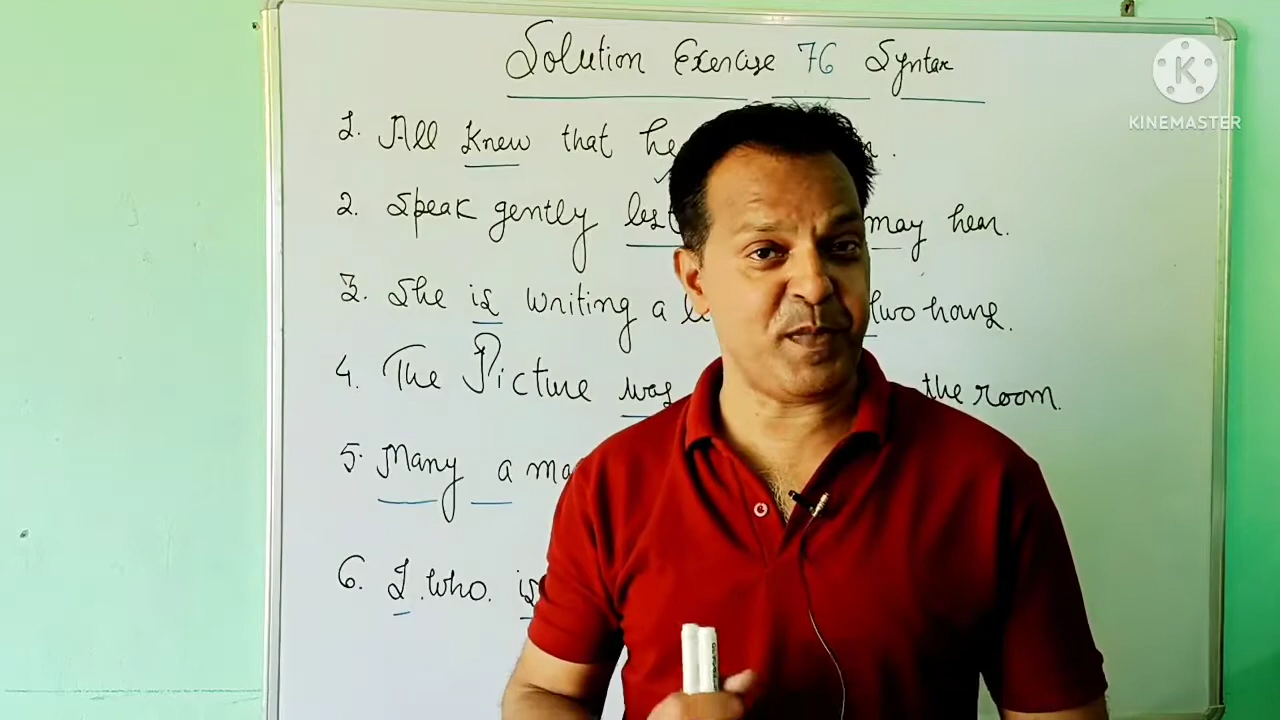 Solution Exercise 76 Syntax
K
KINEMASTER
1. All knew that he
2. Speak gently lest may hear.
3. She is writing a two hours.
4. The Picture was the room.
5. Many a
6. I who is